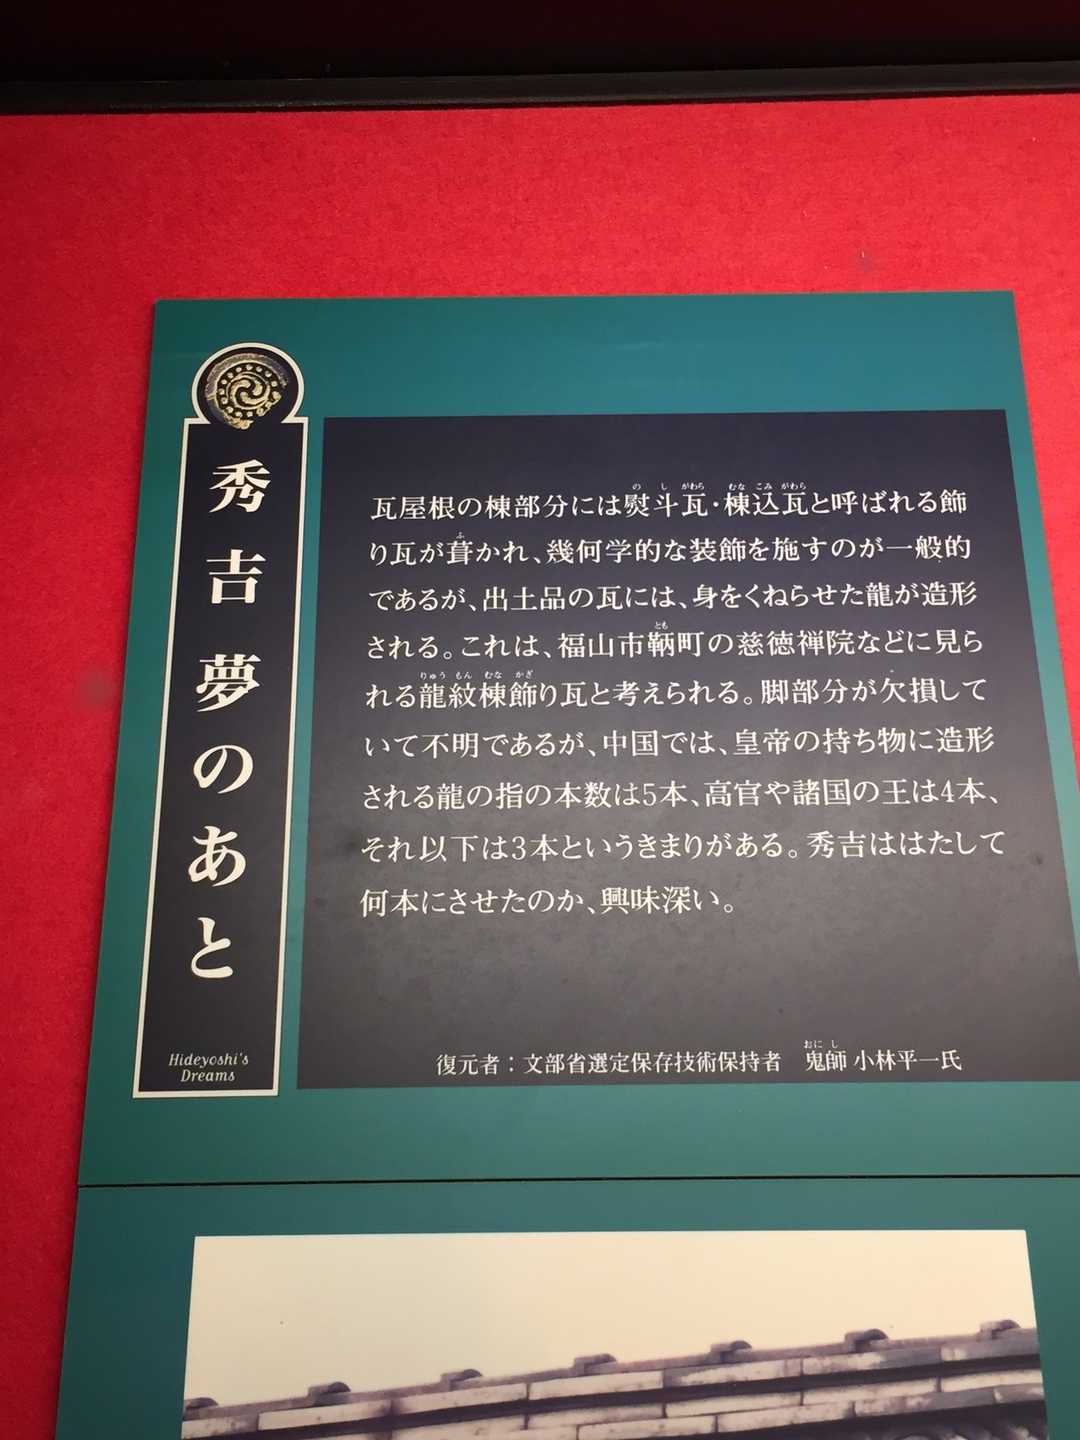 秀吉夢のあと
Hideyoshi's
Dreams
瓦屋根の棟部分には熨斗瓦・棟込瓦と呼ばれる飾
り瓦が葺かれ、幾何学的な装飾を施すのが一般的
であるが、出土品の瓦には、身をくねらせた龍が造形
される。これは、福山市鞆町の慈徳禅院などに見ら
れる龍紋棟飾り瓦と考えられる。脚部分が欠損して
いて不明であるが、中国では、皇帝の持ち物に造形
される龍の指の本数は5本、高官や諸国の王は4本、
それ以下は3本というきまりがある。秀吉ははたして
何本にさせたのか、興味深い。
復元者：文部省選定保存技術保持者　鬼師 小林平一氏